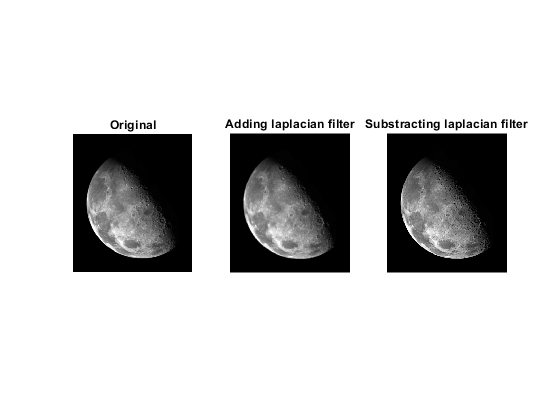 Original
Adding laplacian filter
Substracting laplacian filter